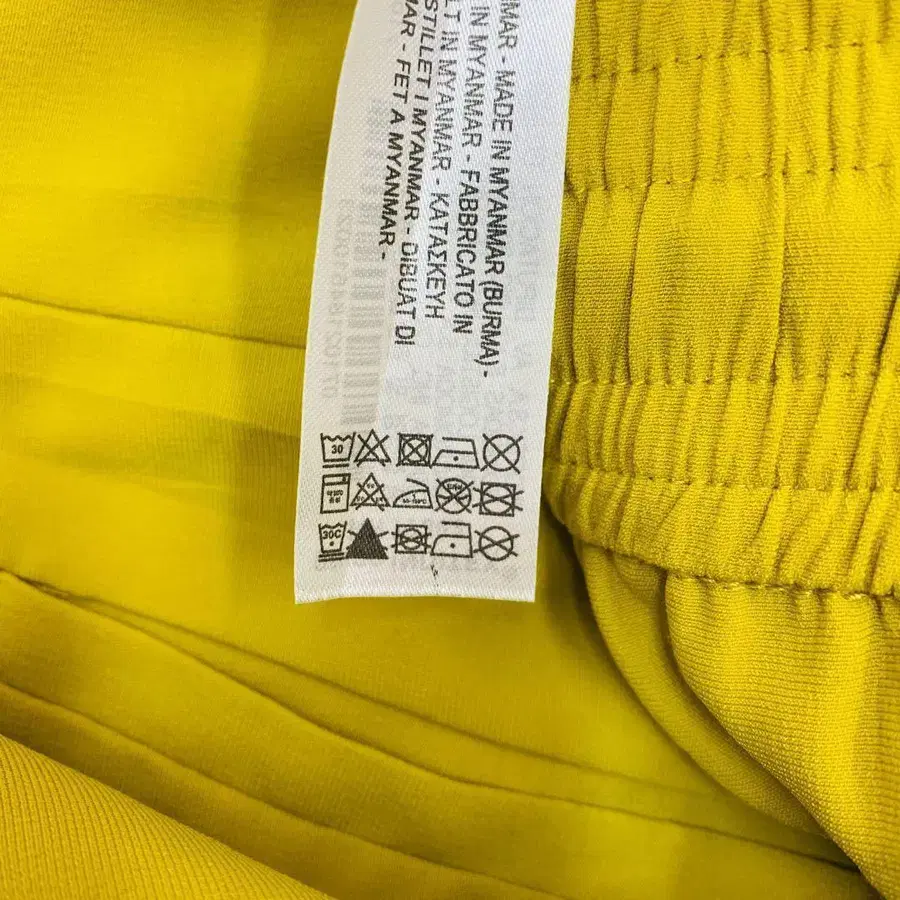 MAR - MADE IN MYANMAR (BURMA) -
IN MYANMAR - FABBRICATO IN
LT IN MYANMAR - ΚΑΤΑΣΚΕΥΗ
STILLET I MYANMAR - DIBUAT DI
MAR - FET A MYANMAR -
30
30C